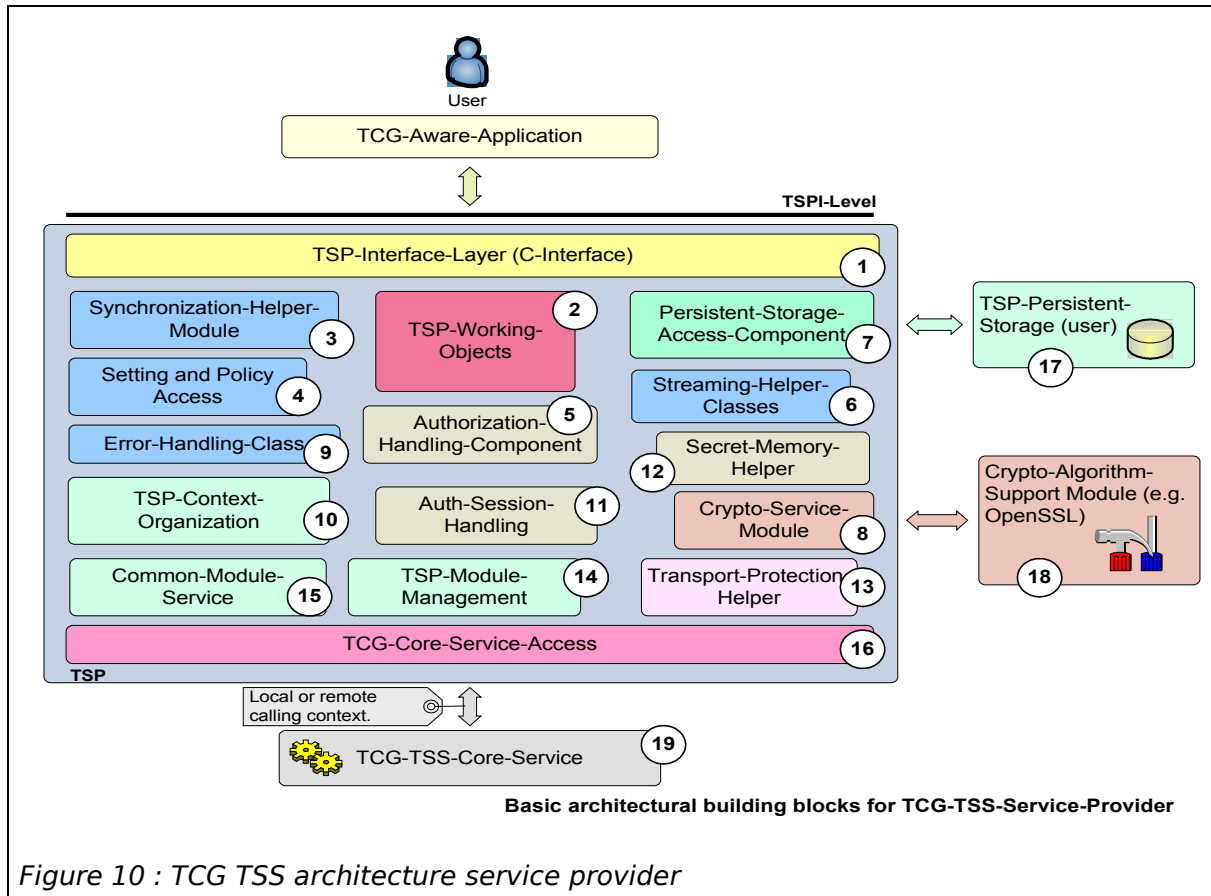 User
TCG-Aware-Application
TSPI-Level
TSP-Interface-Layer (C-Interface)
1
Synchronization-Helper-
Module
3
TSP-Working-
Objects
2
Persistent-Storage-
Access-Component
7
TSP-Persistent-
Storage (user)
17
Setting and Policy
Access
4
Streaming-Helper-
Classes
6
Authorization-
Handling-Component
5
Error-Handling-Class
9
Secret-Memory-
Helper
12
Crypto-Algorithm-
Support Module (e.g.
OpenSSL)
18
TSP-Context-
Organization
10
Auth-Session-
Handling
11
Crypto-Service-
Module
8
Common-Module-
Service
15
TSP-Module-
Management
14
Transport-Protection
Helper
13
TCG-Core-Service-Access
16
TSP
Local or remote
calling context.
TCG-TSS-Core-Service
19
Basic architectural building blocks for TCG-TSS-Service-Provider
Figure 10 : TCG TSS architecture service provider